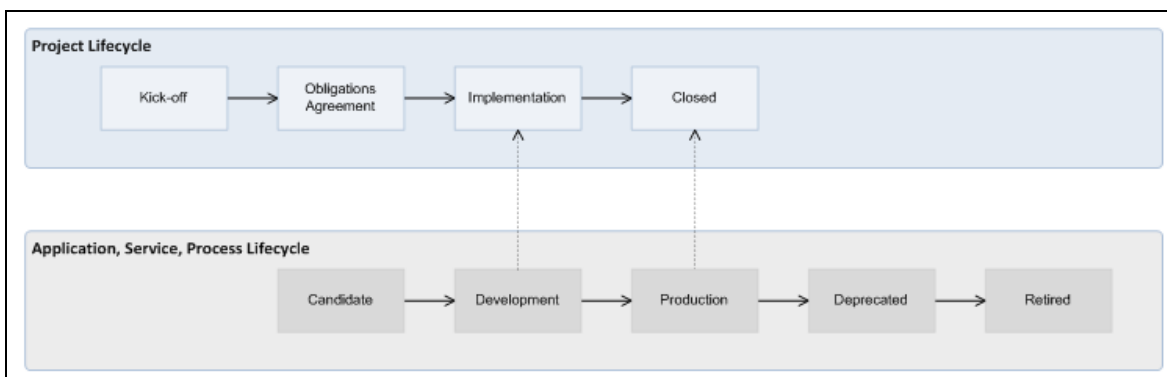 Project Lifecycle
Kick-off
Obligations
Agreement
Implementation
Closed
Application, Service, Process Lifecycle
Candidate
Development
Production
Deprecated
Retired